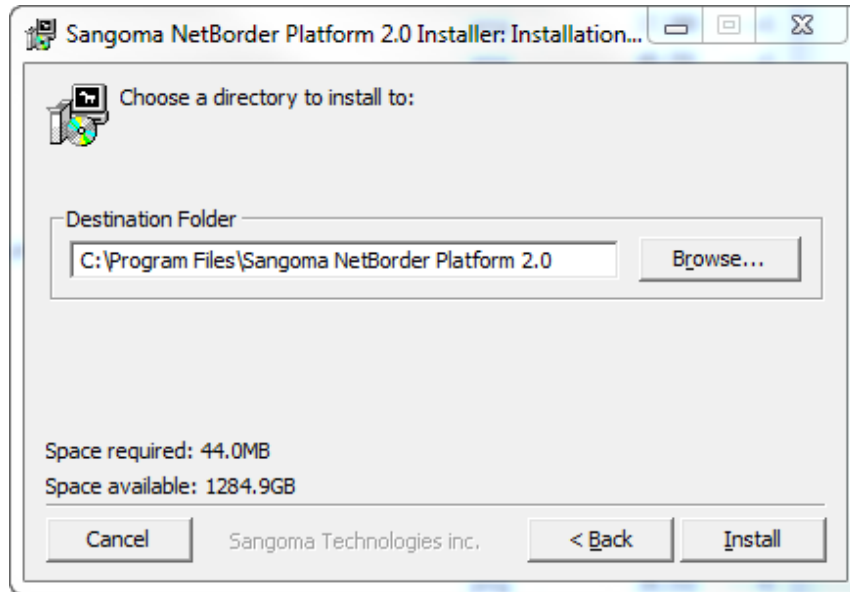 Sangoma NetBorder Platform 2.0 Installer: Installation...
Choose a directory to install to:
Destination Folder
C:\Program Files\Sangoma NetBorder Platform 2.0
Browse...
Space required: 44.0MB
Space available: 1284.9GB
Cancel
Sangoma Technologies inc.
< Back
Install